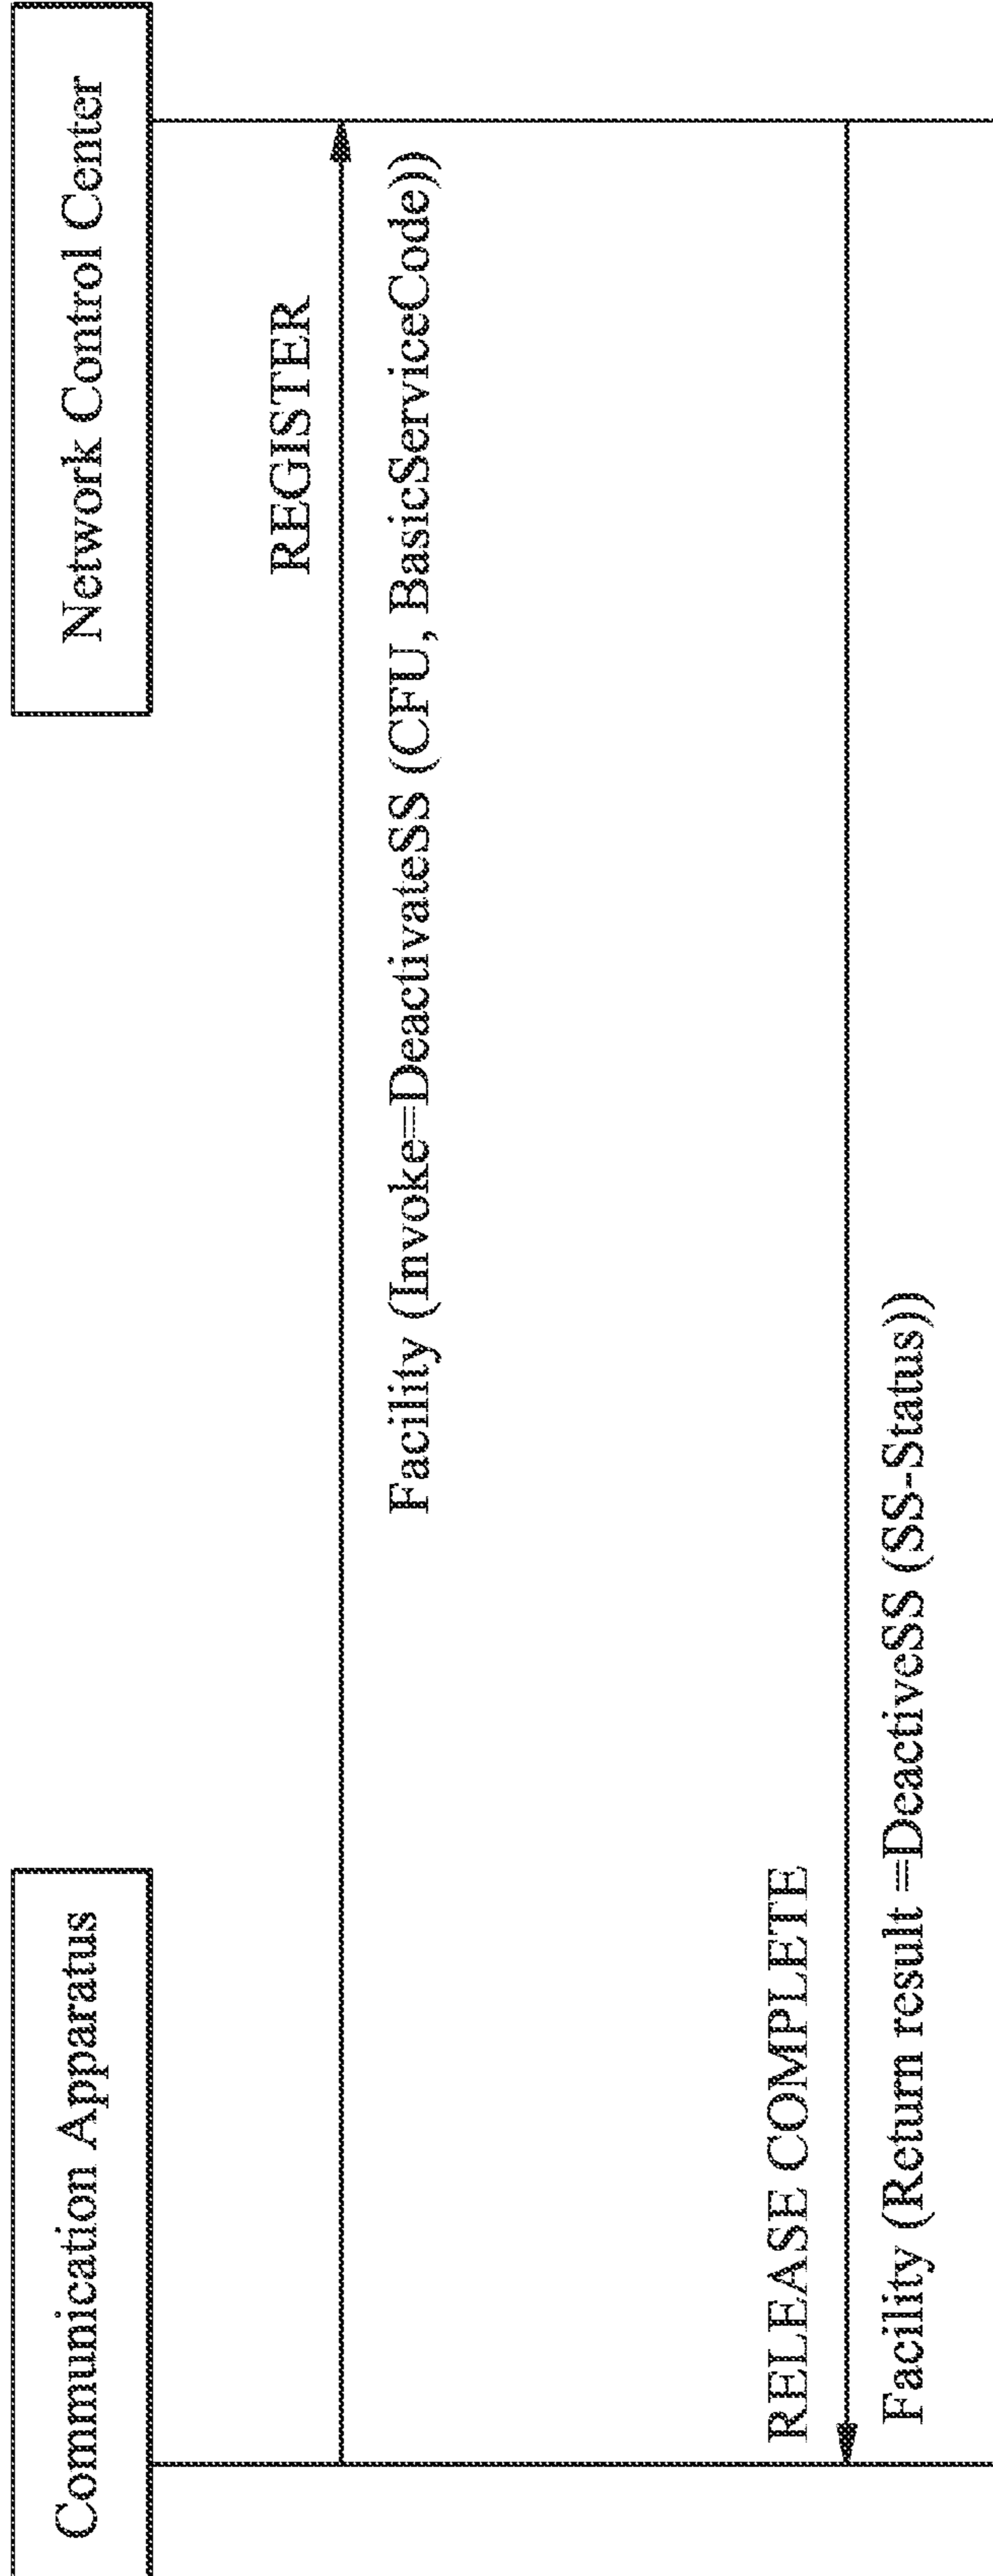 Communication Apparatus
Network Control Center
REGISTER
Facility (Invoke=DeactivateSS (CFU, BasicServiceCode))
RELEASE COMPLETE
Facility (Return result =DeactiveSS (SS-Status))